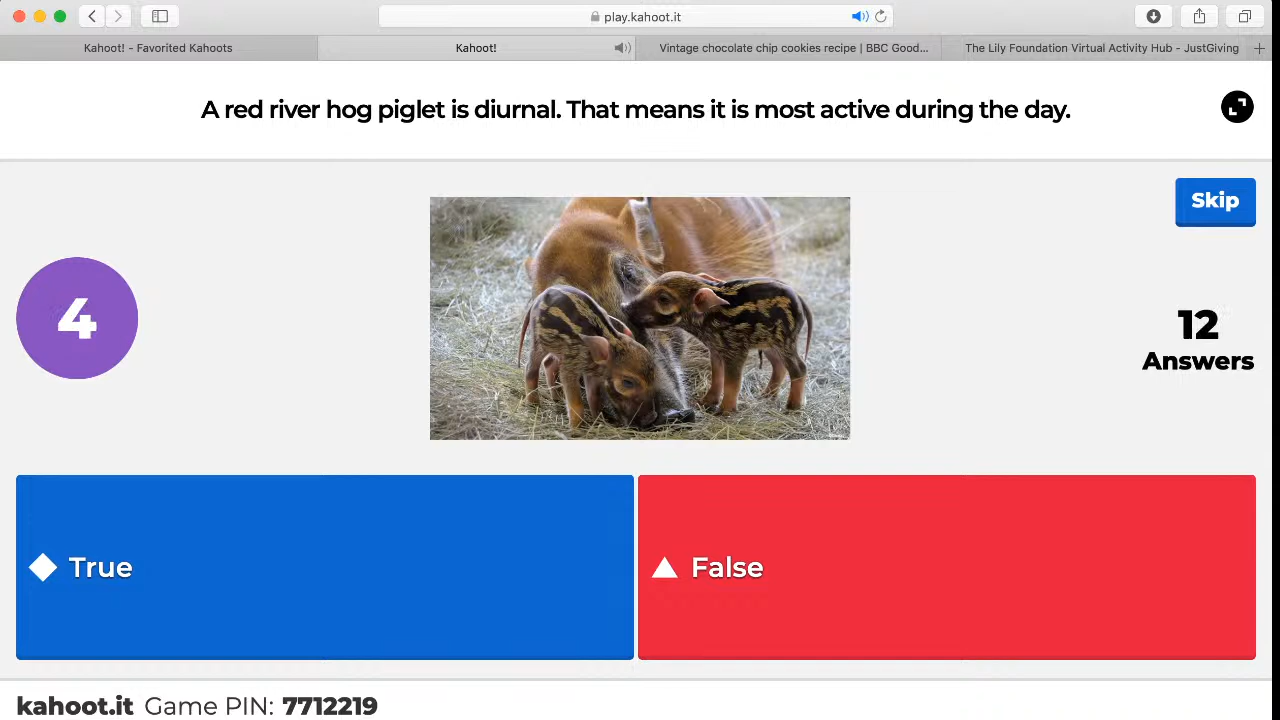 play.kahoot.it
Kahoot! - Favorited Kahoots
Kahoot!
Vintage chocolate chip cookies recipe | BBC Good...
The Lily Foundation Virtual Activity Hub - JustGiving
A red river hog piglet is diurnal. That means it is most active during the day.
Skip
4
12
Answers
True
False
kahoot.it Game PIN: 7712219